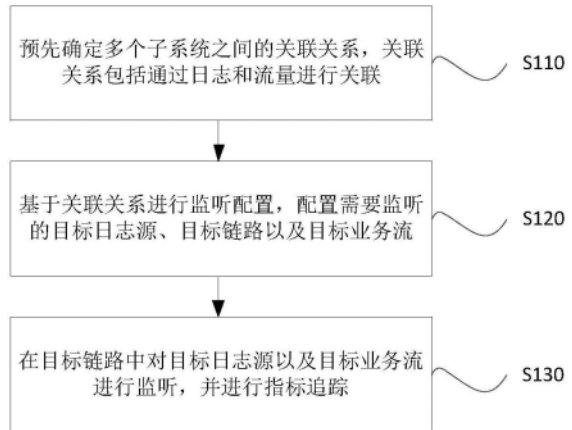 预先确定多个子系统之间的关联关系，关联
关系包括通过日志和流量进行关联
S110
基于关联关系进行监听配置，配置需要监听
的目标日志源、目标链路以及目标业务流
S120
在目标链路中对目标日志源以及目标业务流
进行监听，并进行指标追踪
S130